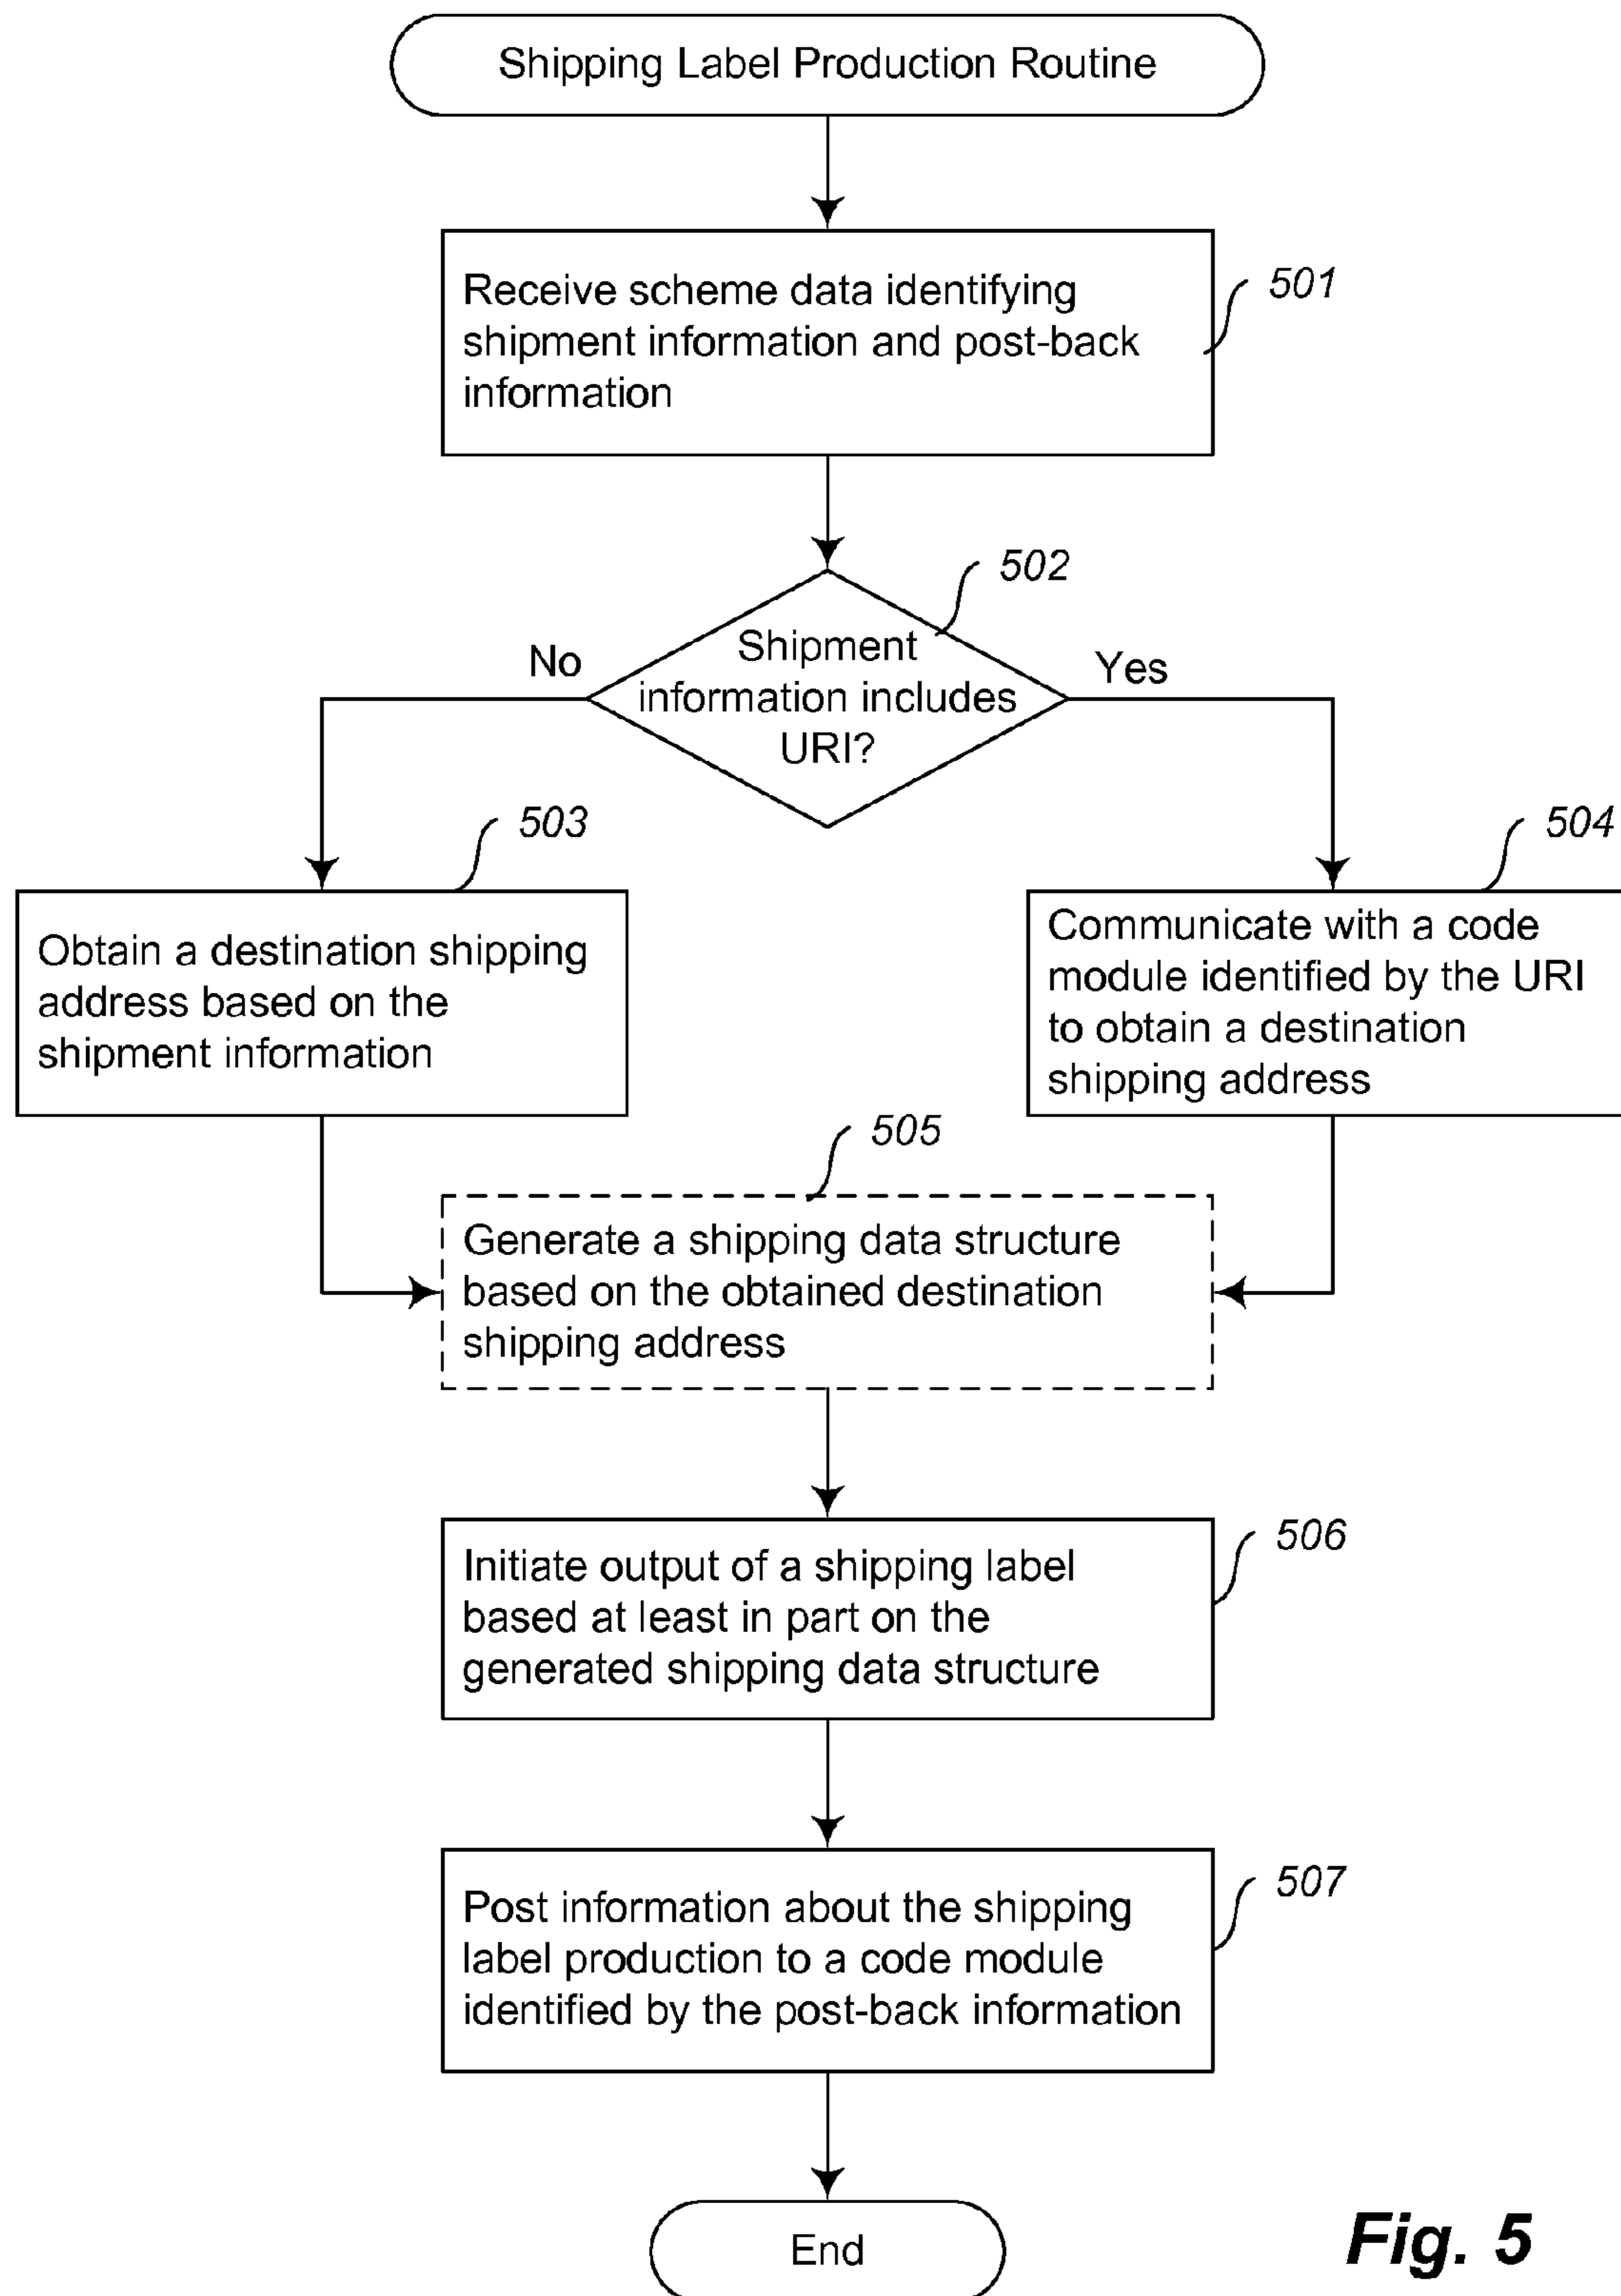 Shipping Label Production Routine
Receive scheme data identifying
shipment information and post-back
information
501
502
Shipment
information includes
URI?
No
Yes
503
Obtain a destination shipping
address based on the
shipment information
504
Communicate with a code
module identified by the URI
to obtain a destination
shipping address
505
Generate a shipping data structure
based on the obtained destination
shipping address
506
Initiate output of a shipping label
based at least in part on the
generated shipping data structure
507
Post information about the shipping
label production to a code module
identified by the post-back information
End
Fig. 5